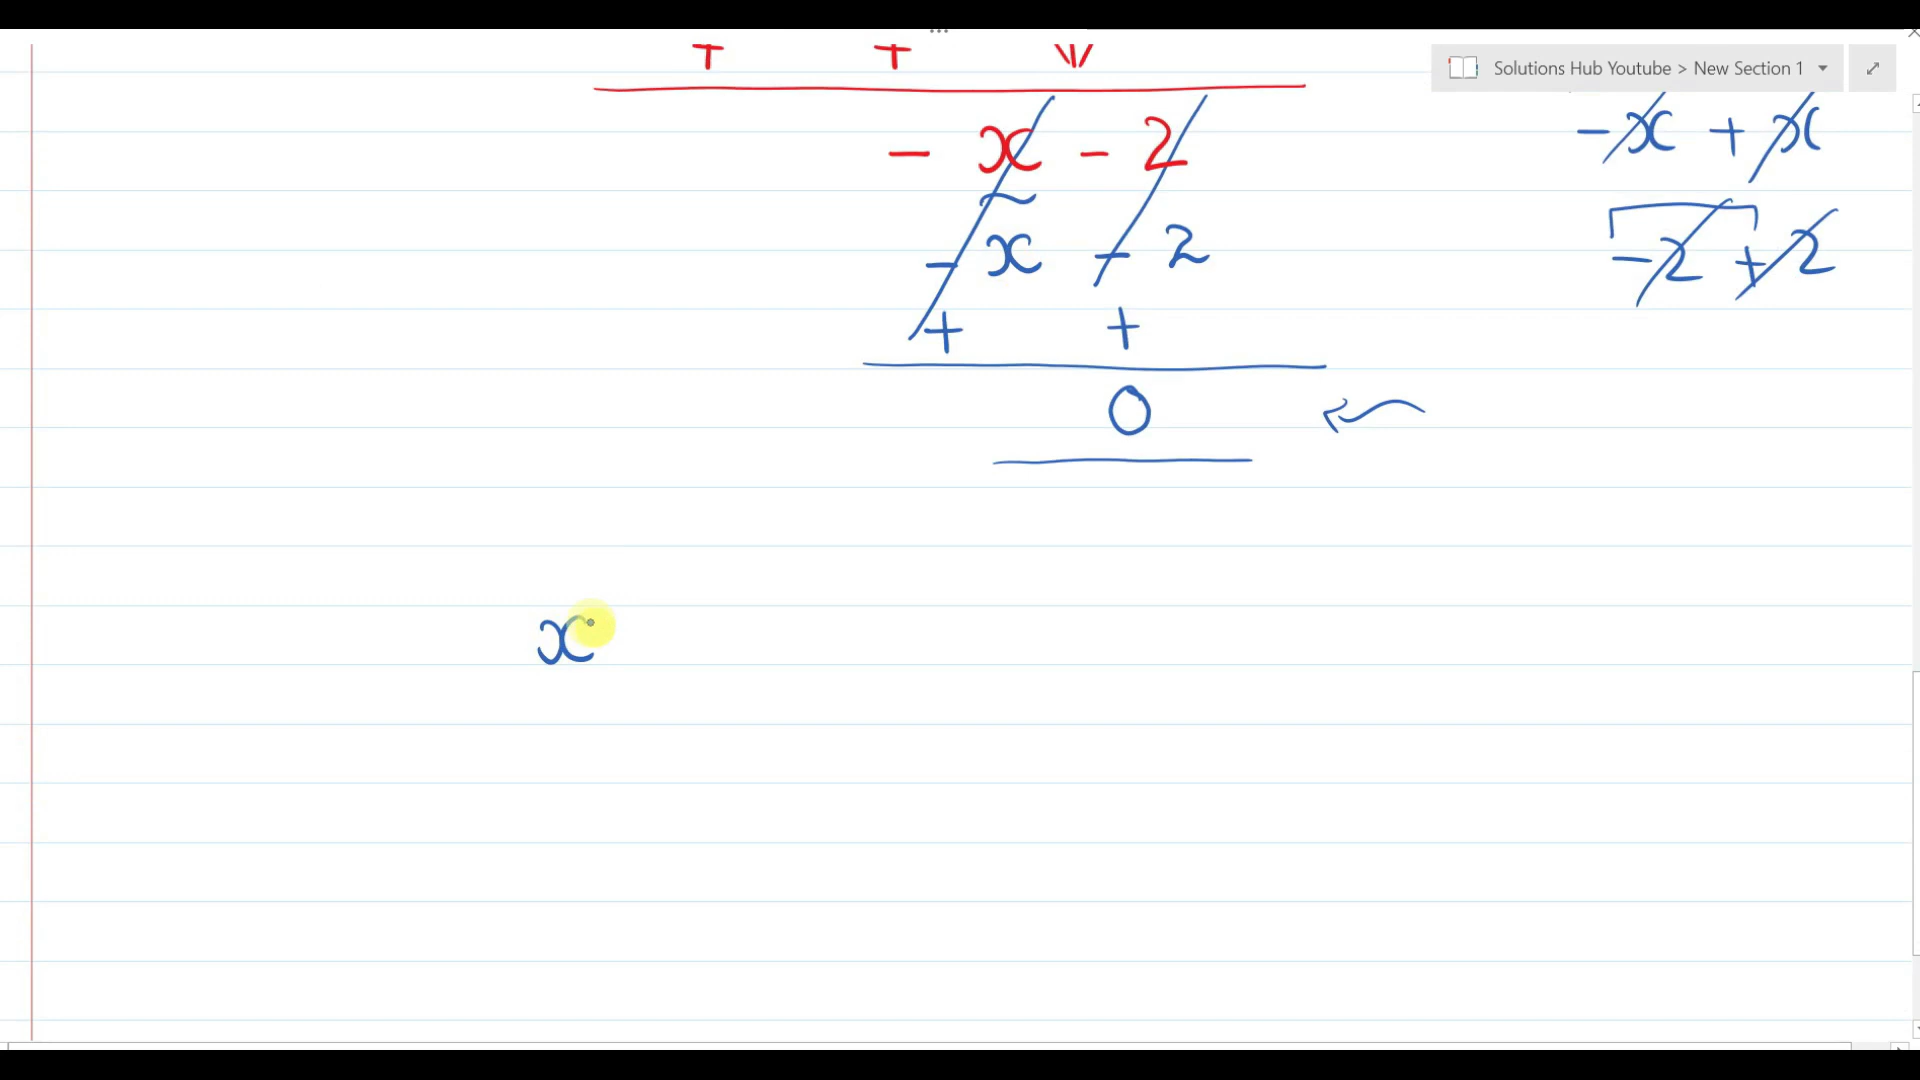 + + ↓
Solutions Hub Youtube > New Section 1
- x - 2
- x + x
- x - 2
- 2 + 2
+ +
0
x